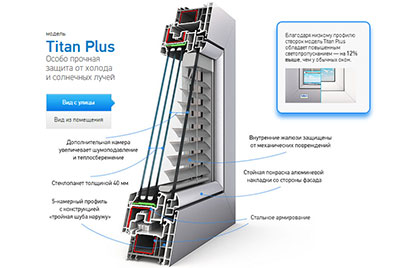 модель
Titan Plus
Особо прочная
защита от холода
и солнечных лучей
Вид с улицы
Вид из помещения
Благодаря низкому профилю
створок модель Titan Plus
обладает повышенным
светопропусканием — на 12%
выше, чем у обычных окон.
Дополнительная камера
увеличивает шумоподавление
и теплосбережение
Стеклопакет толщиной 40 мм
5-камерный профиль
с конструкцией
«тройная шуба наружу»
Внутренние жалюзи защищены
от механических повреждений
Стойкая покраска алюминиевой
накладки со стороны фасада
Стальное армирование